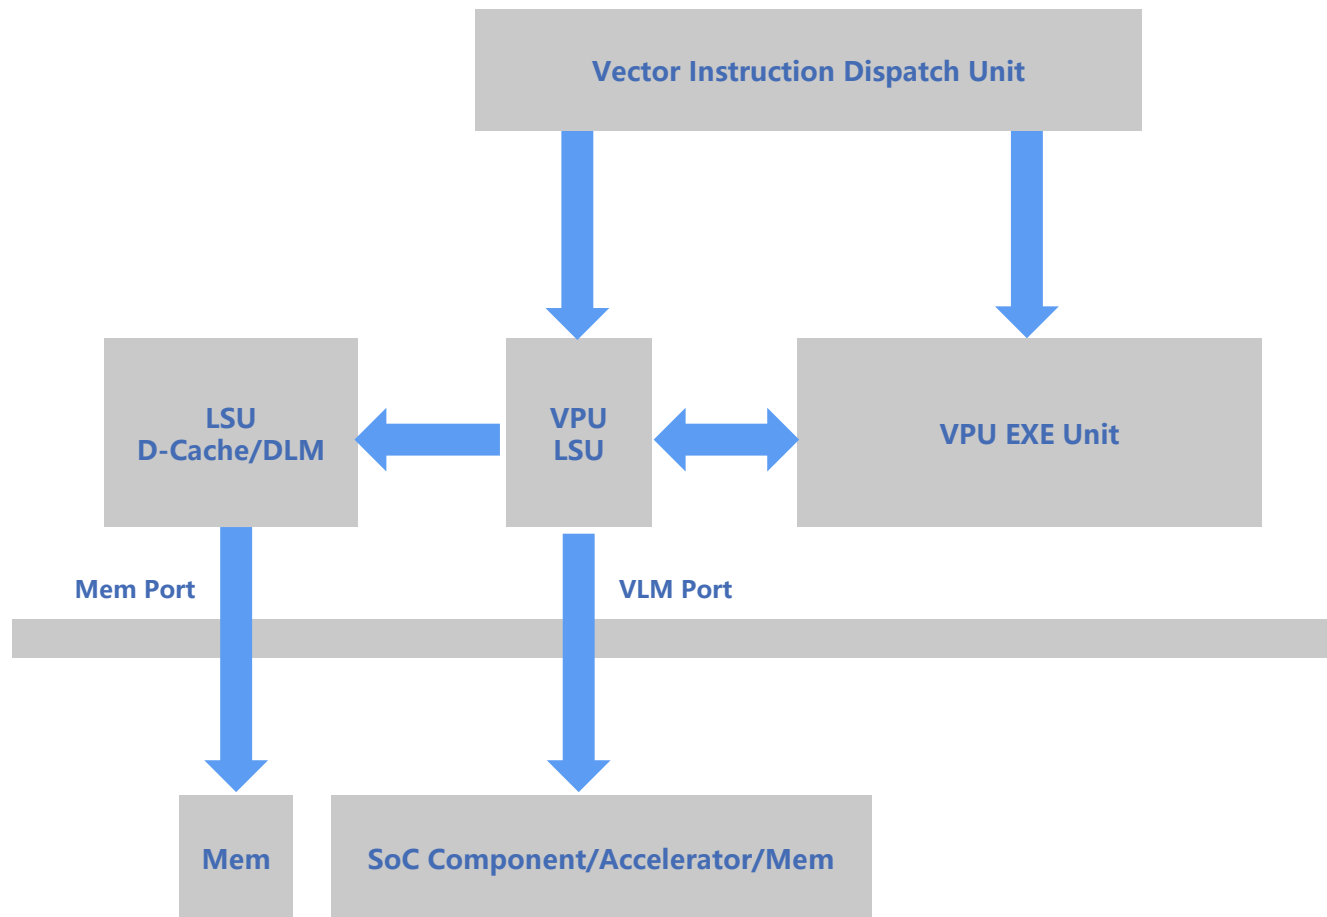 Vector Instruction Dispatch Unit
LSU
D-Cache/DLM
VPU
LSU
VPU EXE Unit
Mem Port
VLM Port
Mem
SoC Component/Accelerator/Mem